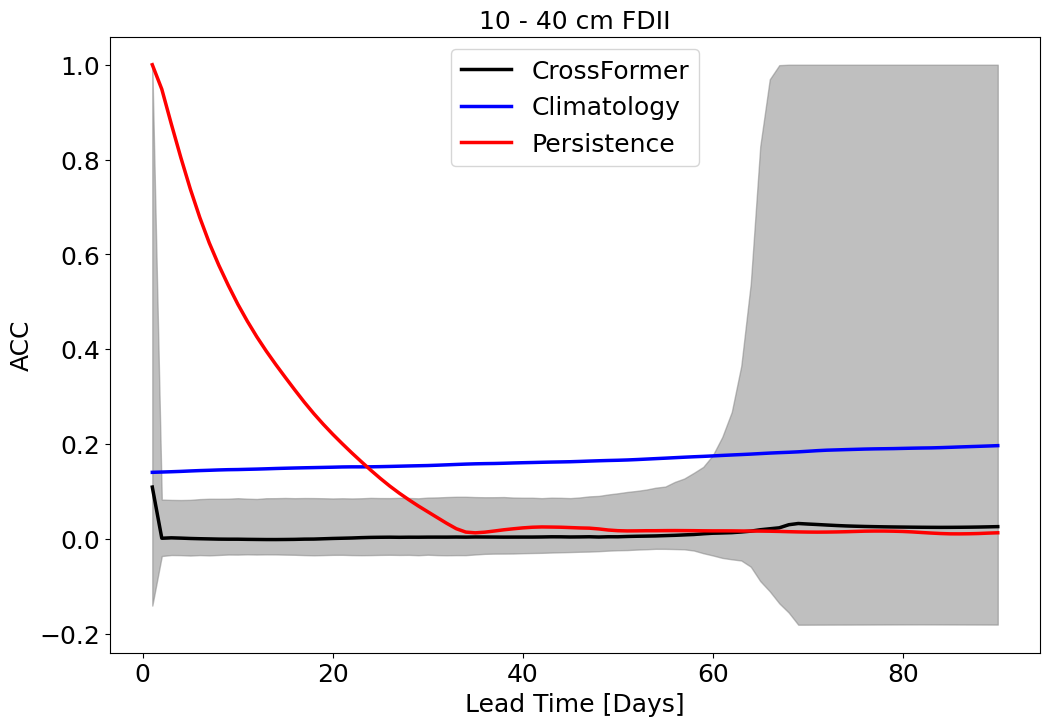 10 - 40 cm FDII
CrossFormer
Climatology
Persistence
ACC
1.0
0.8
0.6
0.4
0.2
0.0
−0.2
0 20 40 60 80
Lead Time [Days]